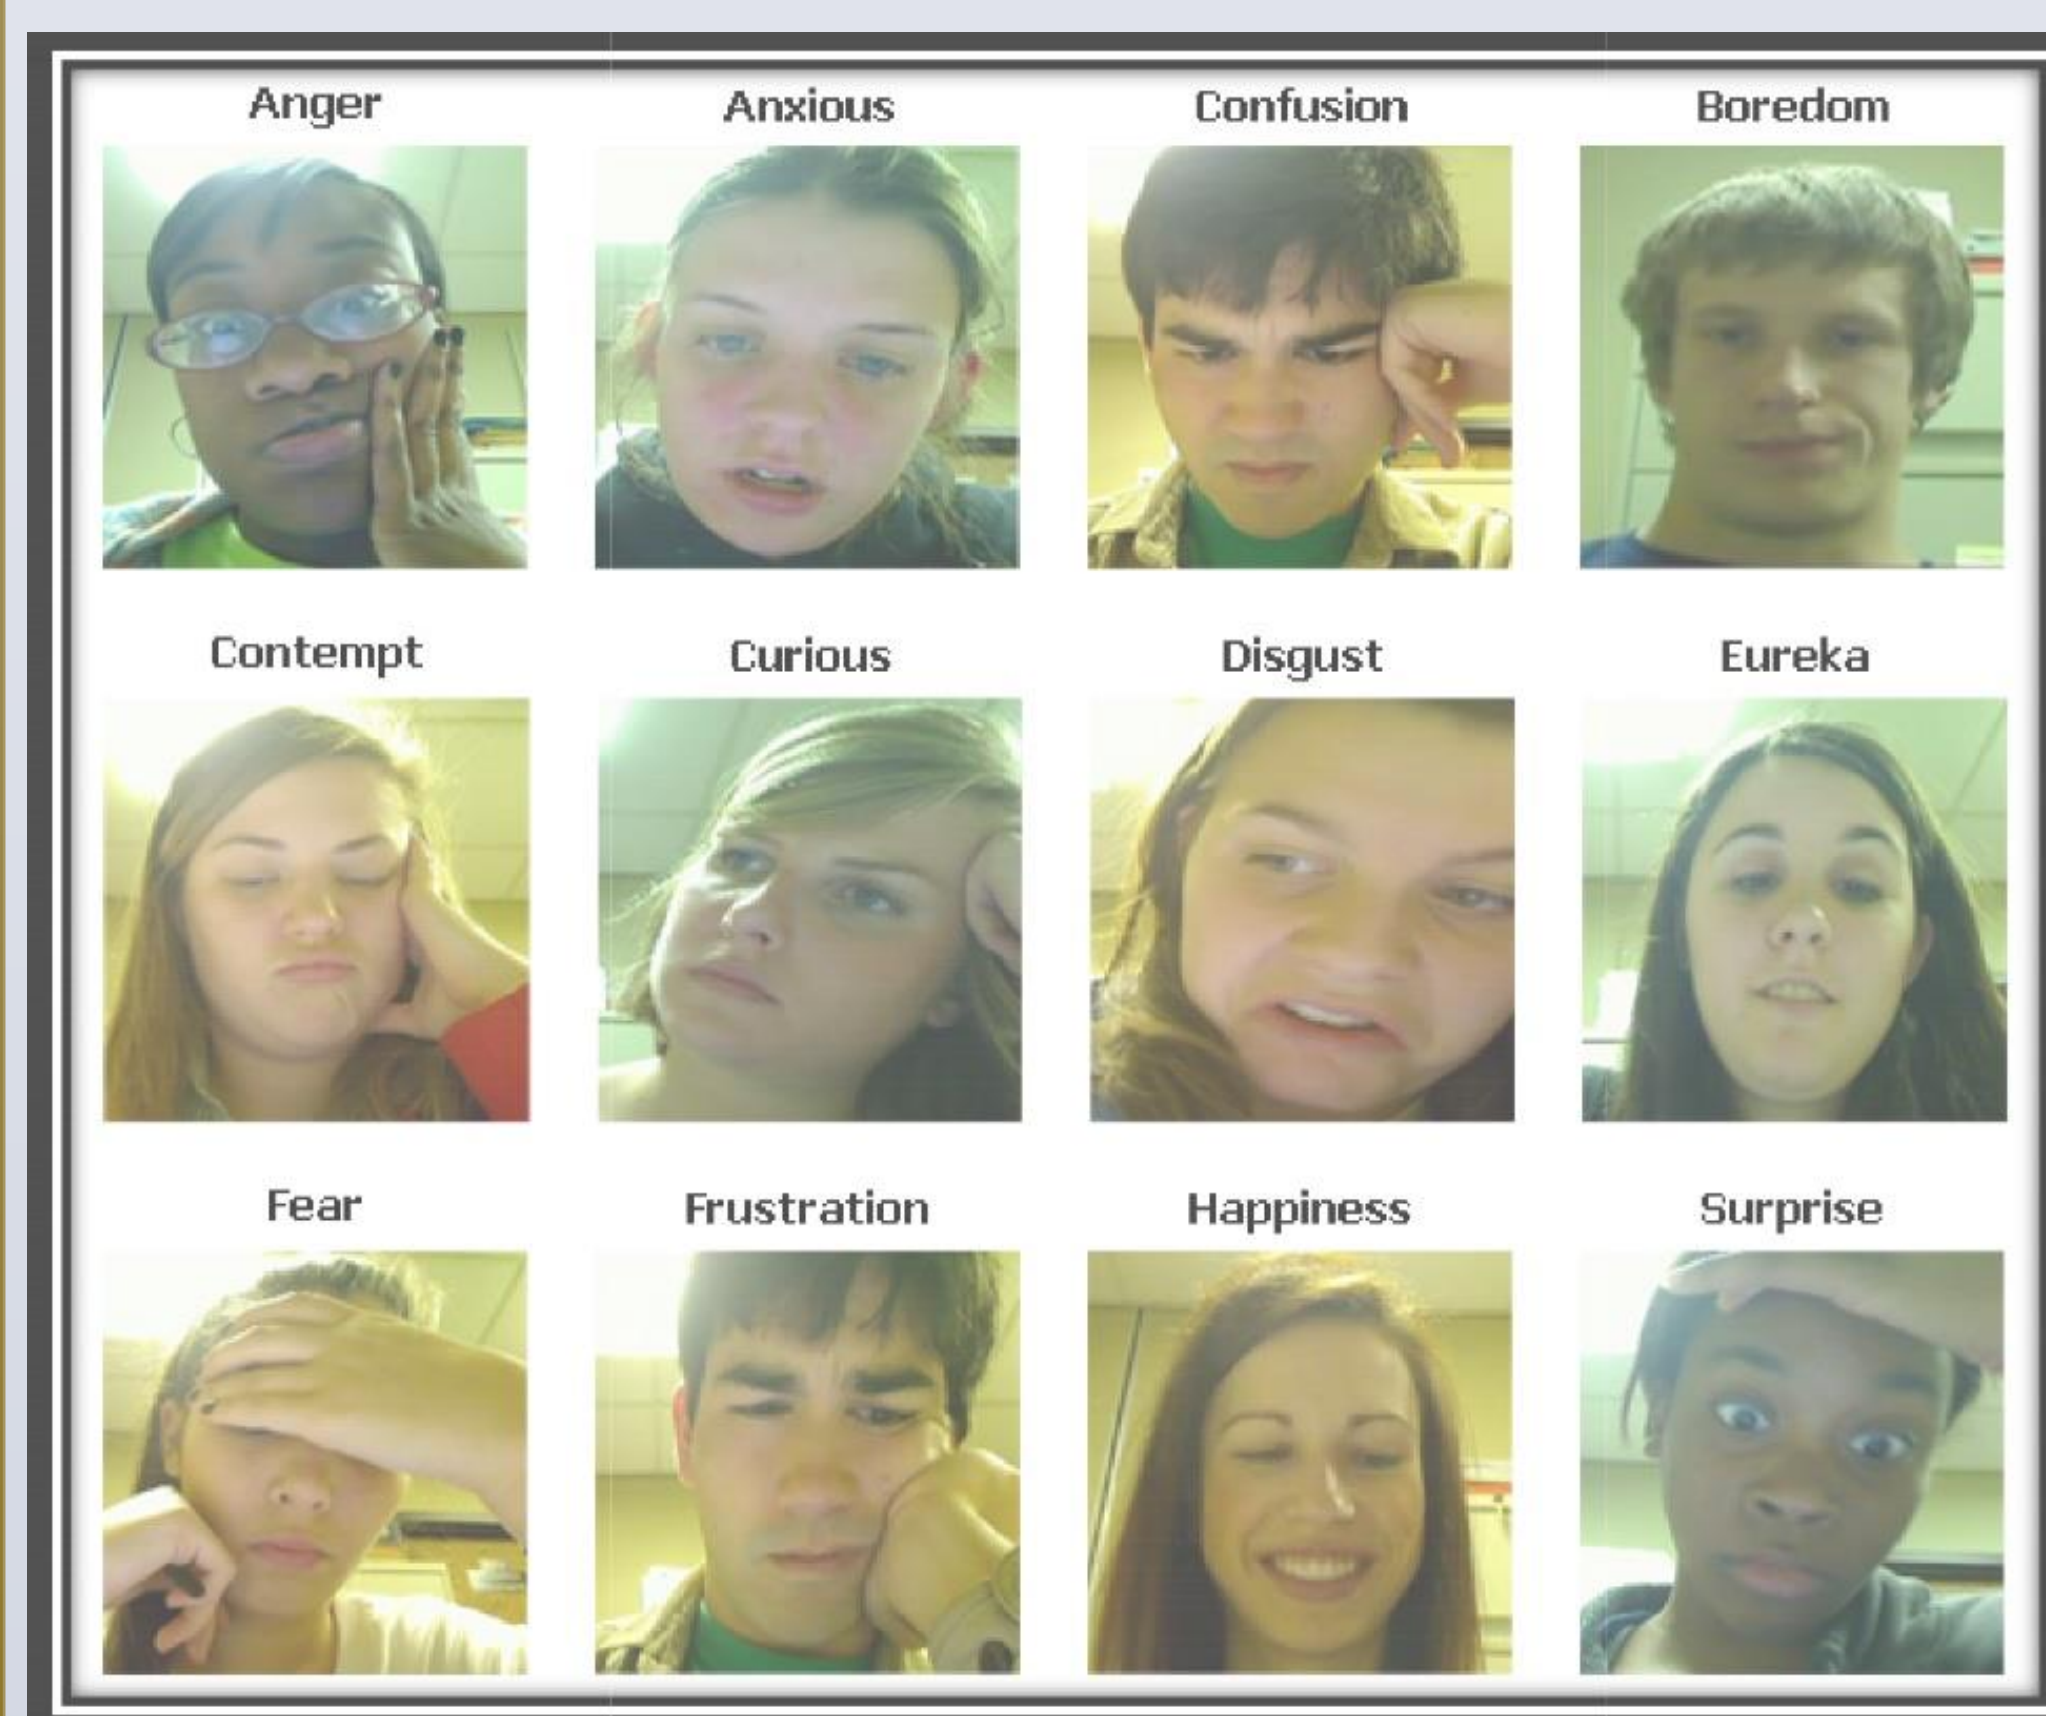 Anger Anxious Confusion Boredom
Contempt Curious Disgust Eureka
Fear Frustration Happiness Surprise